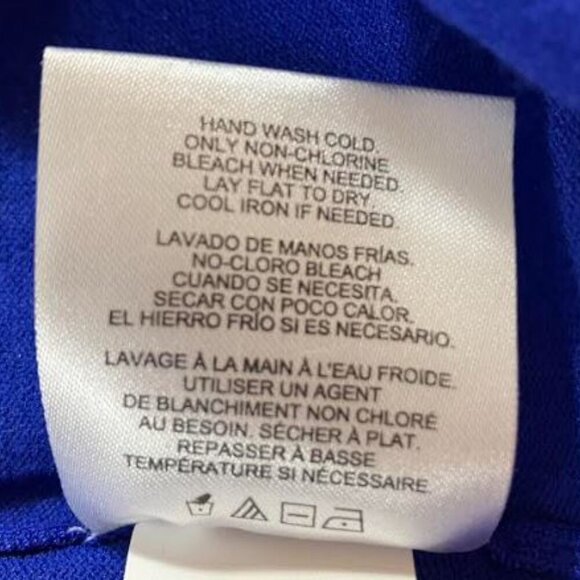 HAND WASH COLD.
ONLY NON-CHLORINE
BLEACH WHEN NEEDED.
LAY FLAT TO DRY
COOL IRON IF NEEDED.
LAVADO DE MANOS FRÍAS.
NO-CLORO BLEACH
CUANDO SE NECESITA.
SECAR CON POCO CALOR.
EL HIERRO FRÍO SI ES NECESARIO.
LAVAGE À LA MAIN À L'EAU FROIDE.
UTILISER UN AGENT
DE BLANCHIMENT NON CHLORÉ
AU BESOIN. SÉCHER À PLAT.
REPASSER À BASSE
TEMPÉRATURE SI NÉCESSAIRE